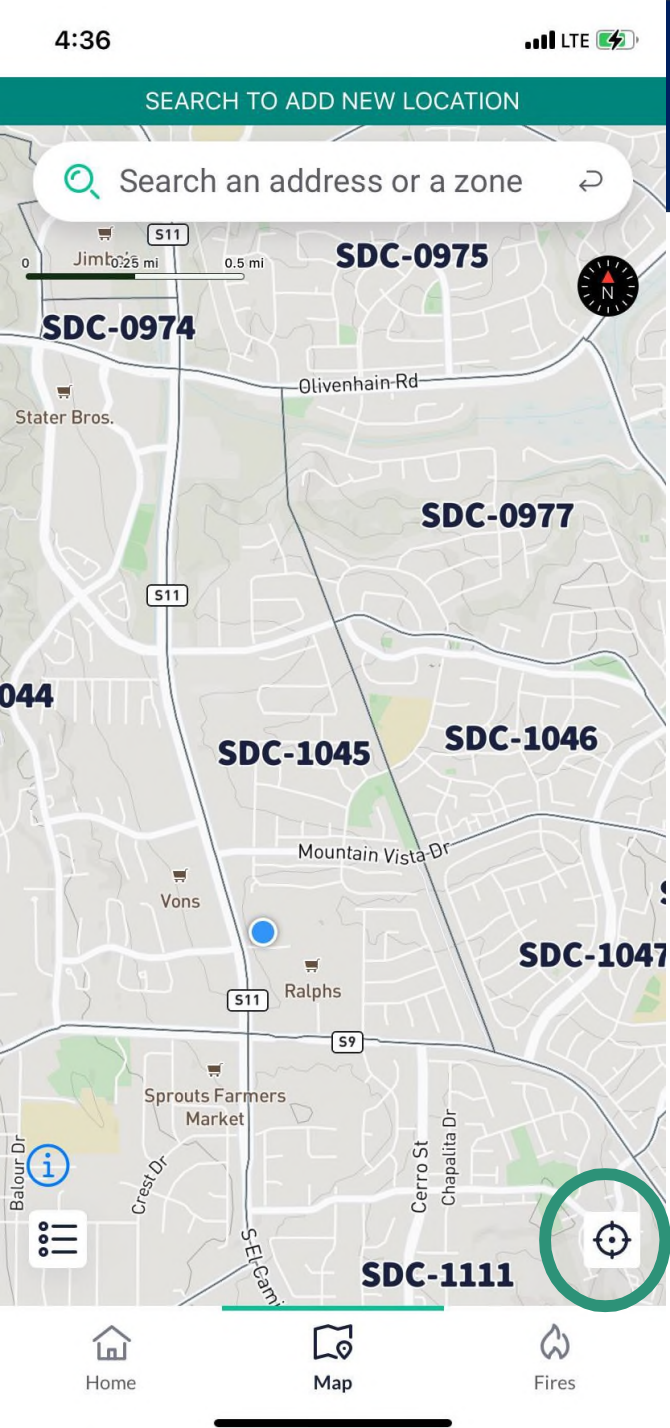 4:36
LTE
SEARCH TO ADD NEW LOCATION
Search an address or a zone
S11
Jimbo's
0 0.25 mi 0.5 mi
SDC-0975
N
SDC-0974
Olivenhain Rd
Stater Bros.
SDC-0977
S11
044
SDC-1045
SDC-1046
Mountain Vista Dr
Vons
SDC-1047
Ralphs
S11
S9
Sprouts Farmers
Market
Balour Dr
Crest Dr
Cerro St
Chapalita Dr
S El Cami
SDC-1111
Home
Map
Fires